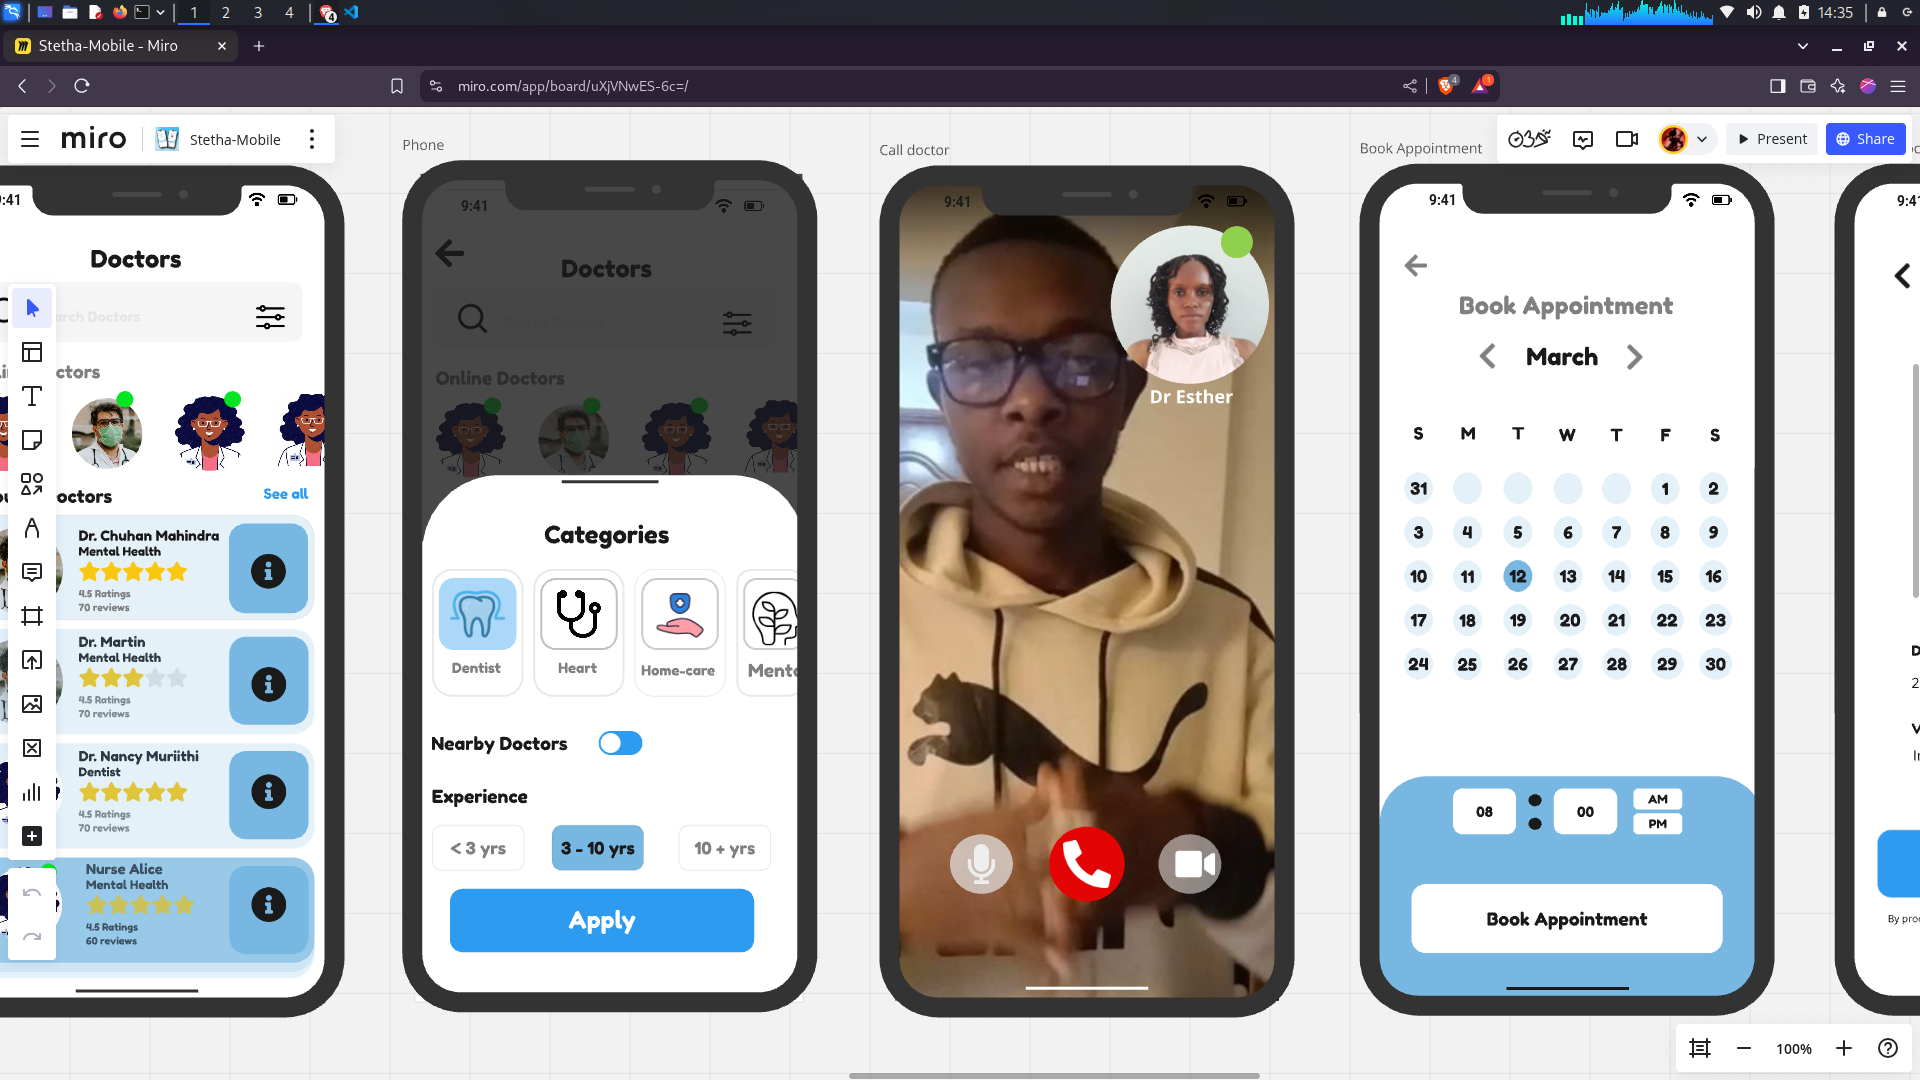 1 2 3 4
4
14:35
Stetha-Mobile - Miro
miro.com/app/board/uXjVNwES-6c=/
4
1
miro
Stetha-Mobile
Present
Share
:41
Doctors
arch Doctors
ctors
octors
See all
Dr. Chuhan Mahindra
Mental Health
4.5 Ratings
70 reviews
Dr. Martin
Mental Health
4.5 Ratings
70 reviews
Dr. Nancy Muriithi
Dentist
4.5 Ratings
70 reviews
Nurse Alice
Mental Health
4.5 Ratings
60 reviews
Phone
9:41
Doctors
Search Doctors
Online Doctors
Categories
Dentist
Heart
Home-care
Menta
Nearby Doctors
Experience
< 3 yrs
3 - 10 yrs
10 + yrs
Apply
Call doctor
9:41
Dr Esther
Book Appointment
9:41
Book Appointment
March
S M T W T F S
31 1 2
3 4 5 6 7 8 9
10 11 12 13 14 15 16
17 18 19 20 21 22 23
24 25 26 27 28 29 30
08 : 00
AM
PM
Book Appointment
9:41
D
2
V
In
By pro
100%